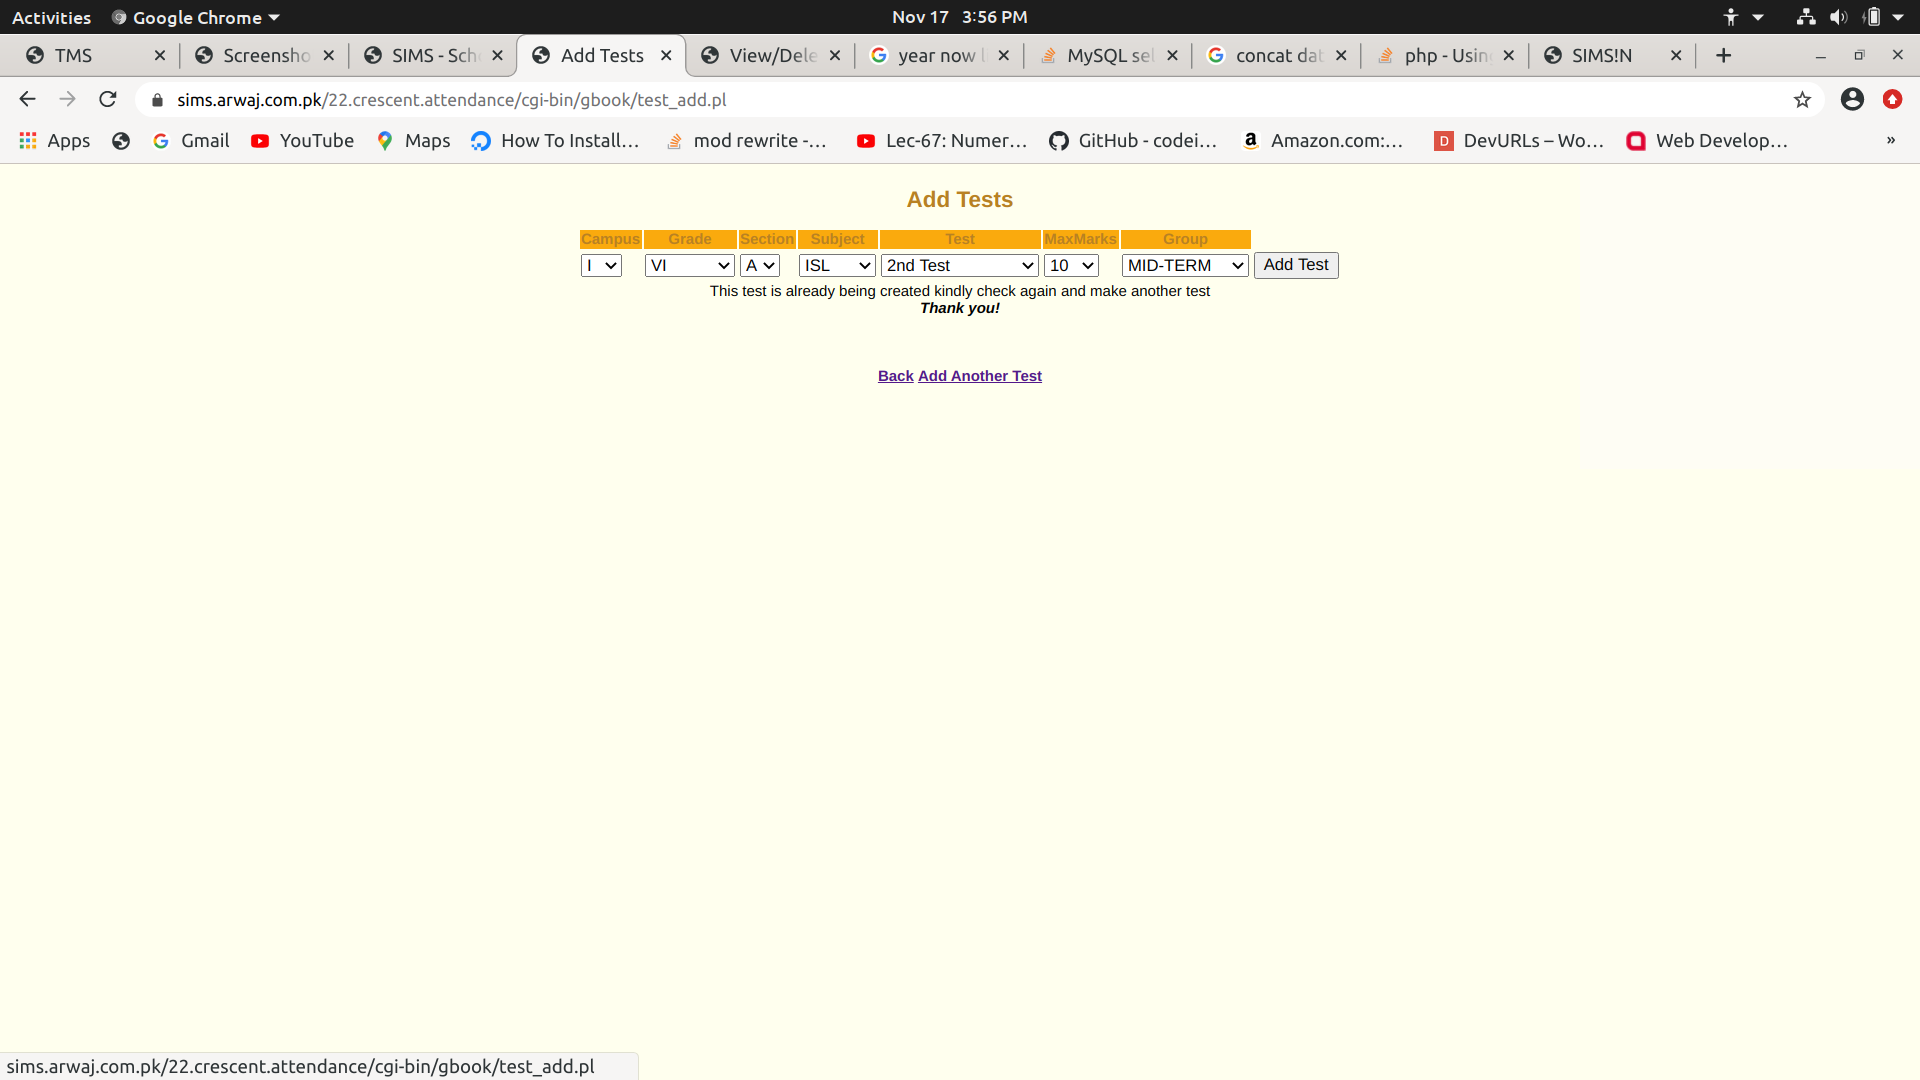 Activities Google Chrome Nov 17 3:56 PM
TMS Screensho SIMS - Sch Add Tests View/Dele year now l MySQL sel concat dat php - Using SIMS!N
sims.arwaj.com.pk/22.crescent.attendance/cgi-bin/gbook/test_add.pl
Apps Gmail YouTube Maps How To Install... mod rewrite -... Lec-67: Numer... GitHub - codei... Amazon.com:... DevURLs – Wo... Web Develop... »
Add Tests
Campus Grade Section Subject Test MaxMarks Group
I VI A ISL 2nd Test 10 MID-TERM Add Test
This test is already being created kindly check again and make another test
Thank you!
Back Add Another Test
sims.arwaj.com.pk/22.crescent.attendance/cgi-bin/gbook/test_add.pl